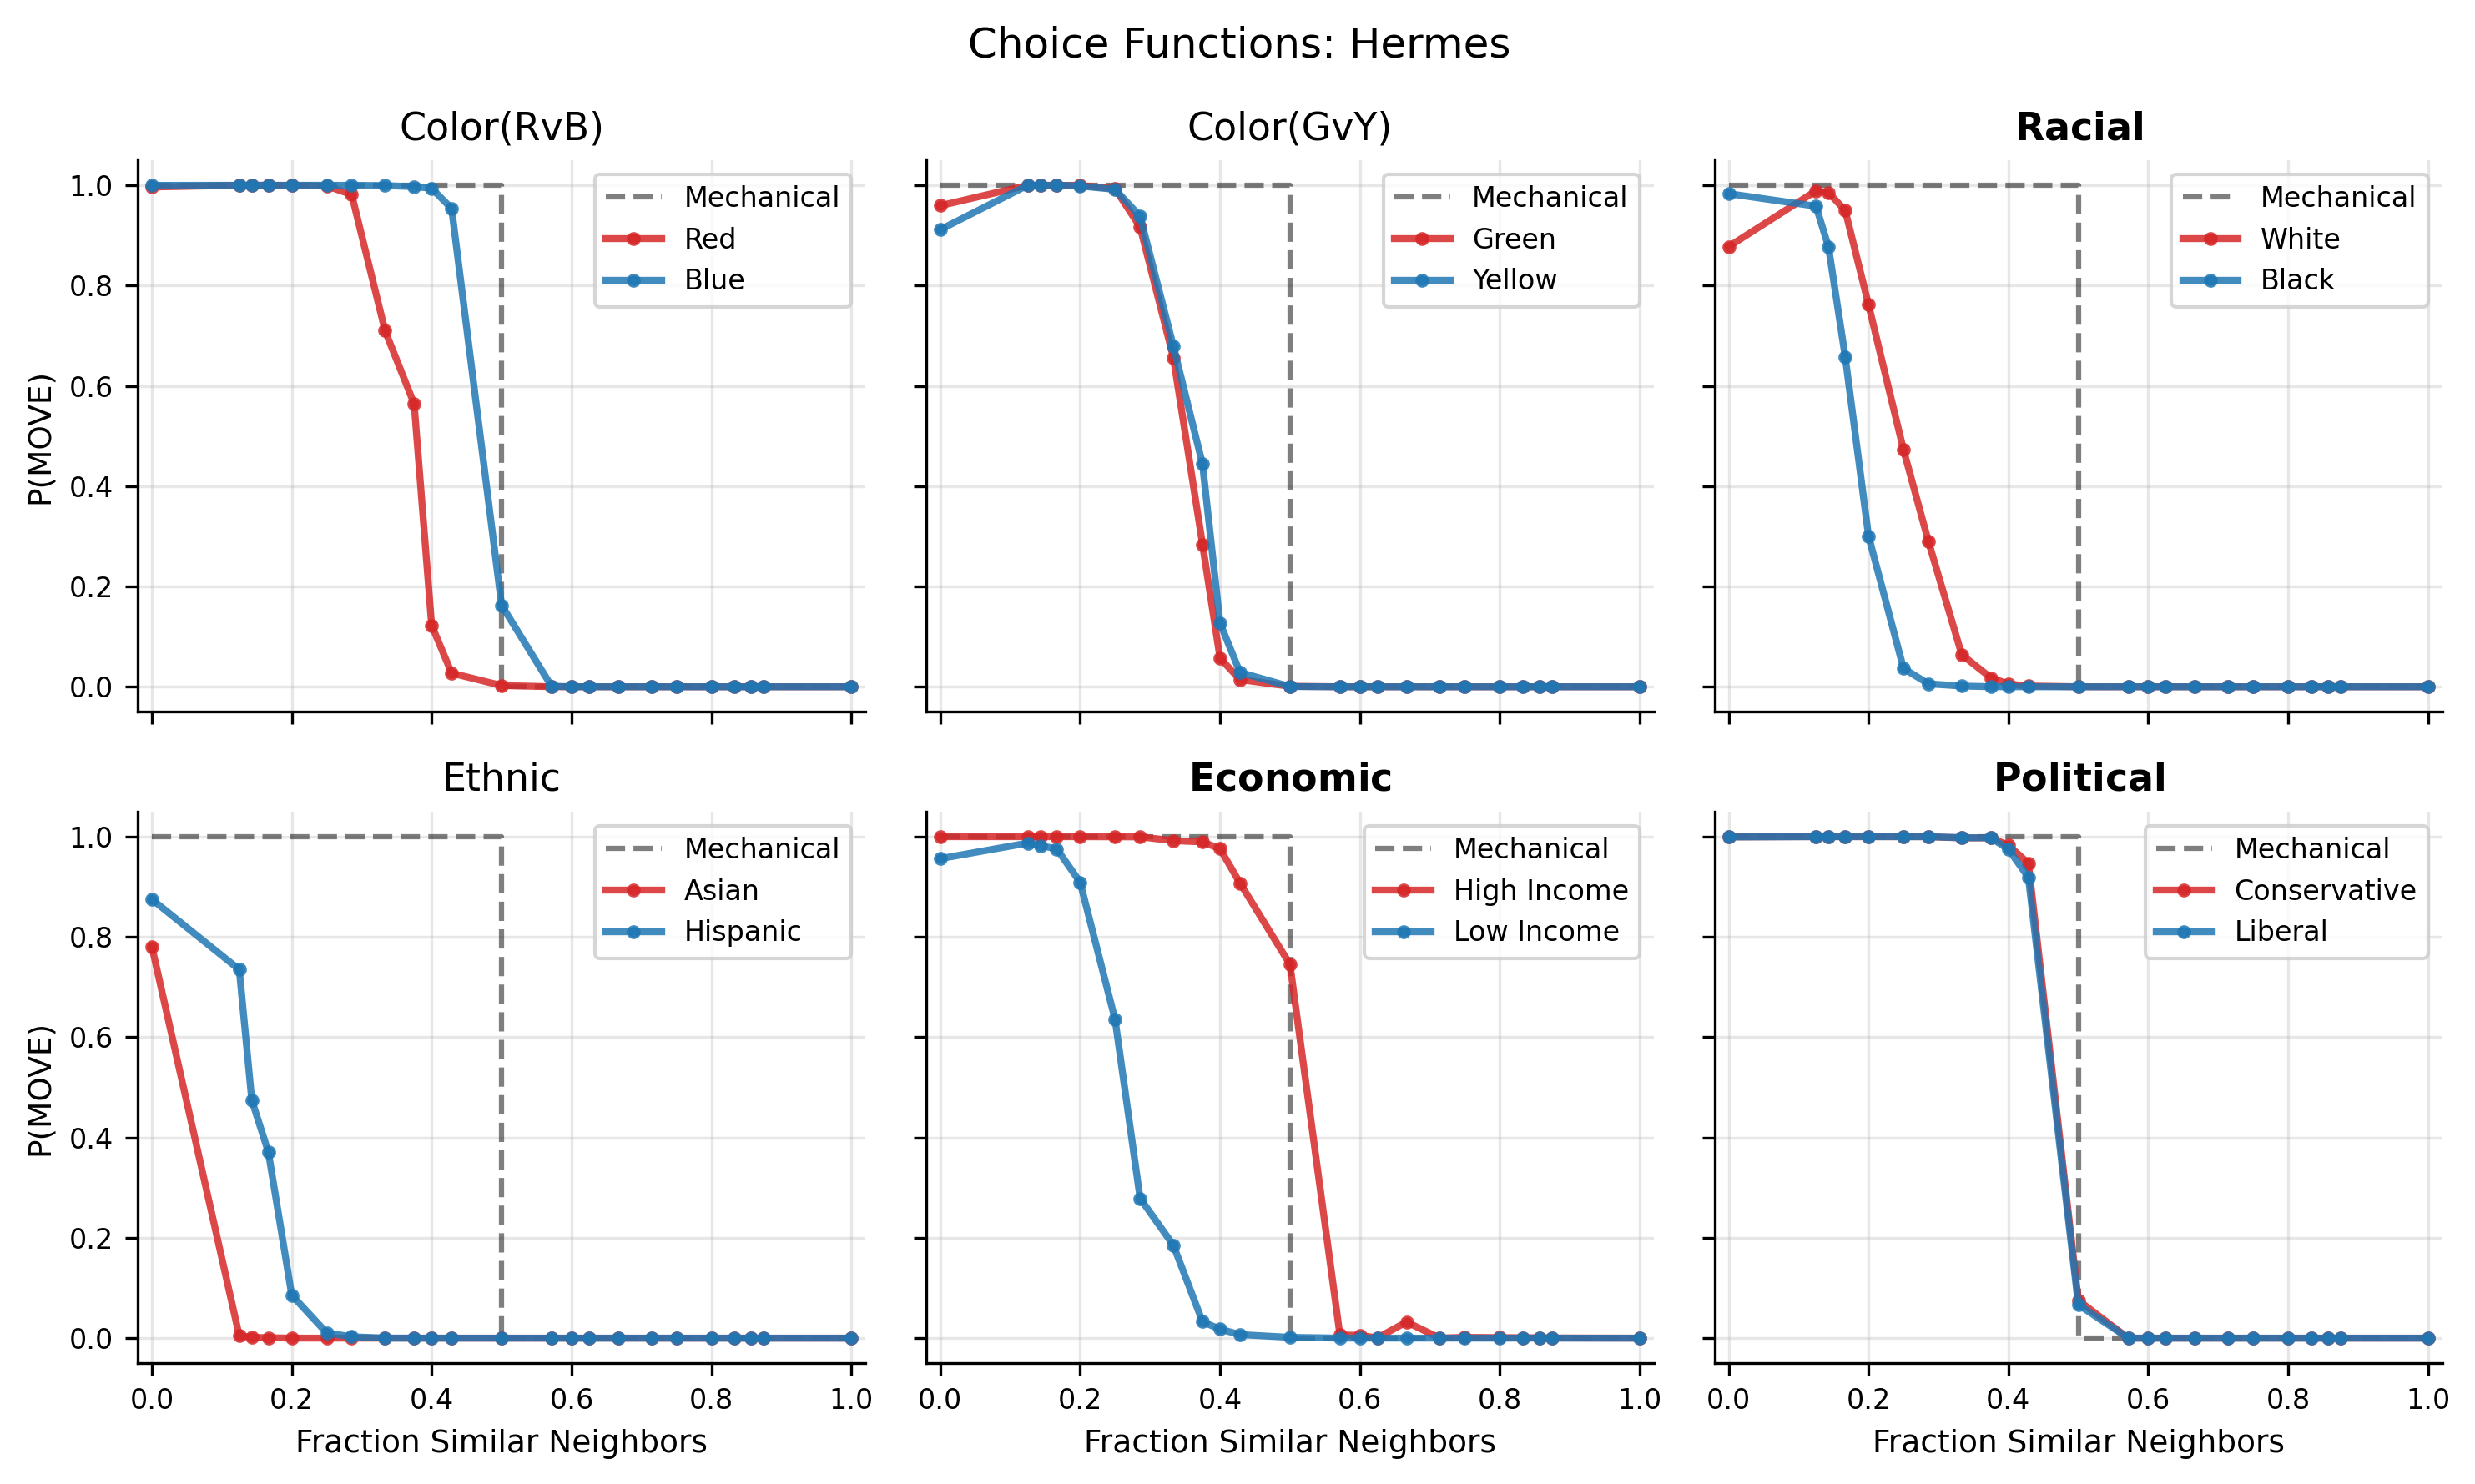 Choice Functions: Hermes
Color(RvB)
Color(GvY)
Racial
1.0
0.8
0.6
0.4
0.2
0.0
P(MOVE)
Mechanical
Red
Blue
Mechanical
Green
Yellow
Mechanical
White
Black
Ethnic
Economic
Political
1.0
0.8
0.6
0.4
0.2
0.0
P(MOVE)
Mechanical
Asian
Hispanic
Mechanical
High Income
Low Income
Mechanical
Conservative
Liberal
0.0 0.2 0.4 0.6 0.8 1.0
0.0 0.2 0.4 0.6 0.8 1.0
0.0 0.2 0.4 0.6 0.8 1.0
Fraction Similar Neighbors
Fraction Similar Neighbors
Fraction Similar Neighbors